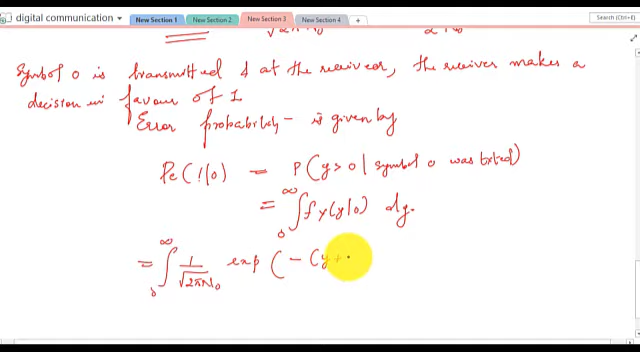 digital communication New Section 1 New Section 2 New Section 3 New Section 4 + Search (Ctrl+E)
Symbol 0 is transmitted & at the receiver, the receiver makes a
decision in favour of 1
Error probability is given by
Pe(1|0) = P(y>0 | symbol 0 was txted)
= ∫₀^∞ fY(y|0) dy.
= ∫₀^∞ 1/√2πN₀ exp (-(y+